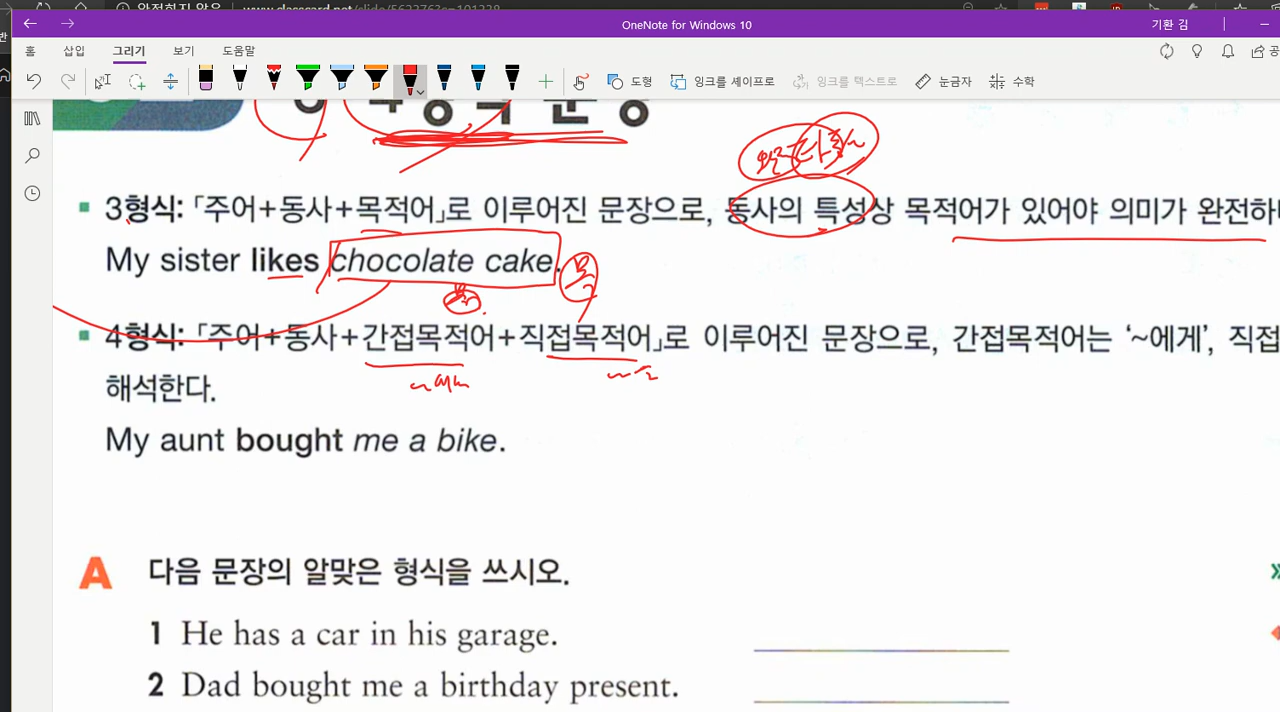 OneNote for Windows 10
기환 김
홈 삽입 그리기 보기 도움말
도형 잉크를 셰이프로 잉크를 텍스트로 눈금자 수학
3형식: 「주어+동사+목적어」로 이루어진 문장으로, 동사의 특성상 목적어가 있어야 의미가 완전하
My sister likes chocolate cake.
4형식: 「주어+동사+간접목적어+직접목적어」로 이루어진 문장으로, 간접목적어는 ‘~에게’, 직접
해석한다.
My aunt bought me a bike.
A 다음 문장의 알맞은 형식을 쓰시오.
1 He has a car in his garage.
2 Dad bought me a birthday present.